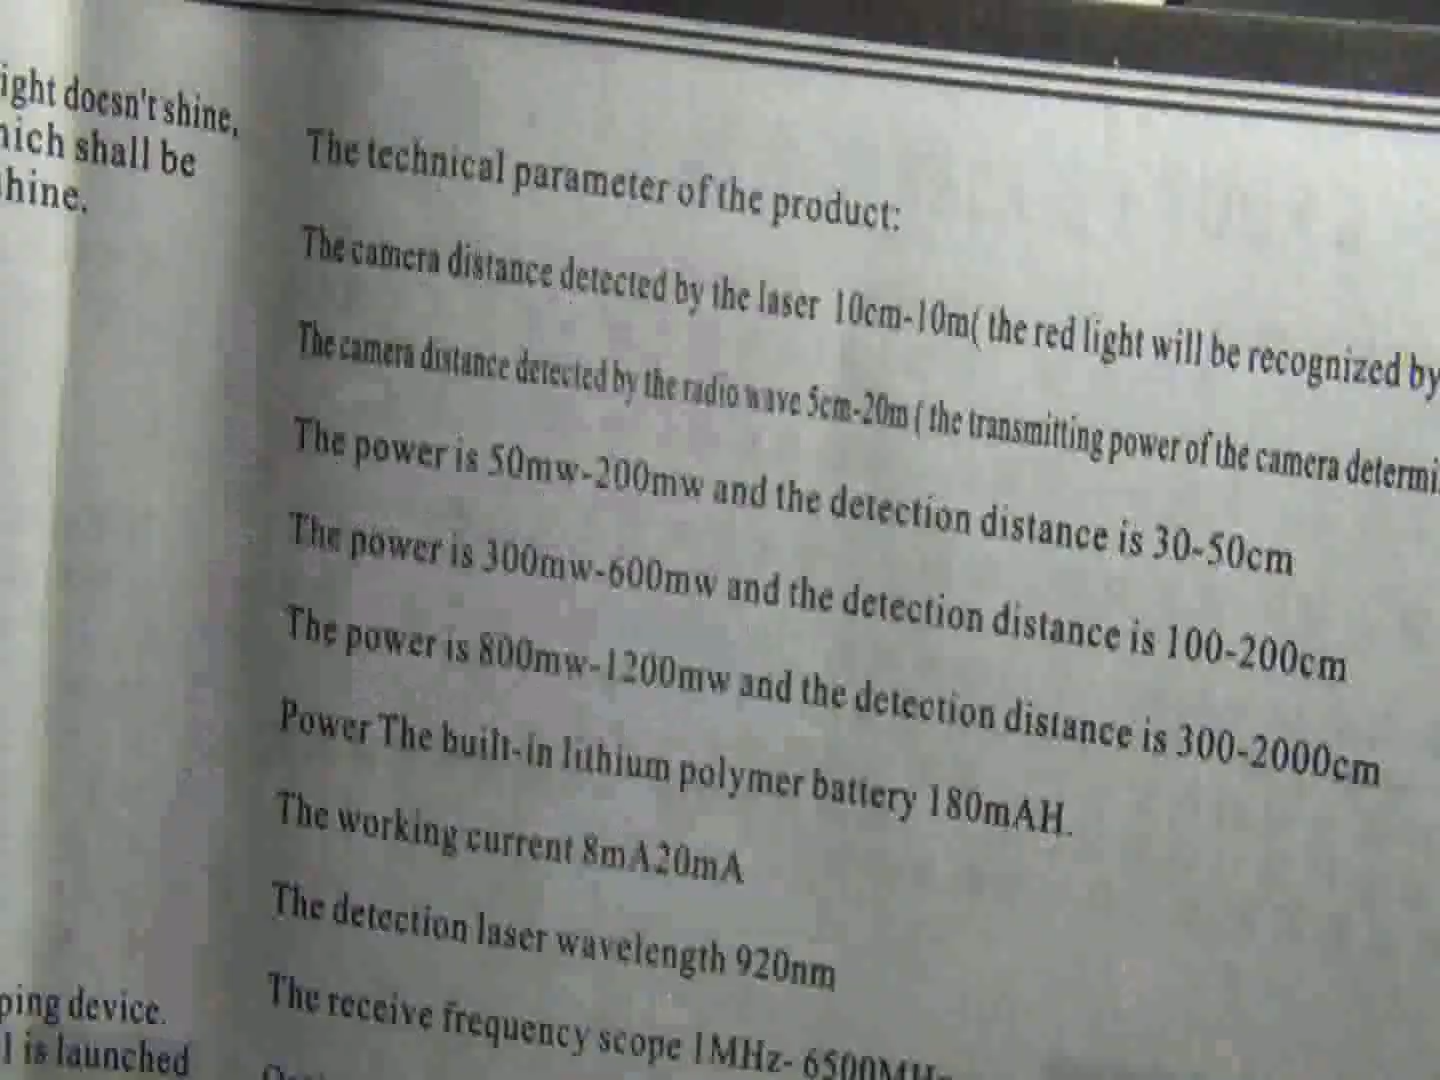 ight doesn't shine,
hich shall be
hine.
The technical parameter of the product:
The camera distance detected by the laser 10cm-10m( the red light will be recognized by
The camera distance detected by the radio wave 5cm-20m ( the transmitting power of the camera determi
The power is 50mw-200mw and the detection distance is 30-50cm
The power is 300mw-600mw and the detection distance is 100-200cm
The power is 800mw-1200mw and the detection distance is 300-2000cm
Power The built-in lithium polymer battery 180mAH.
The working current 8mA20mA
The detection laser wavelength 920nm
The receive frequency scope 1MHz- 6500MHz
ping device.
l is launched